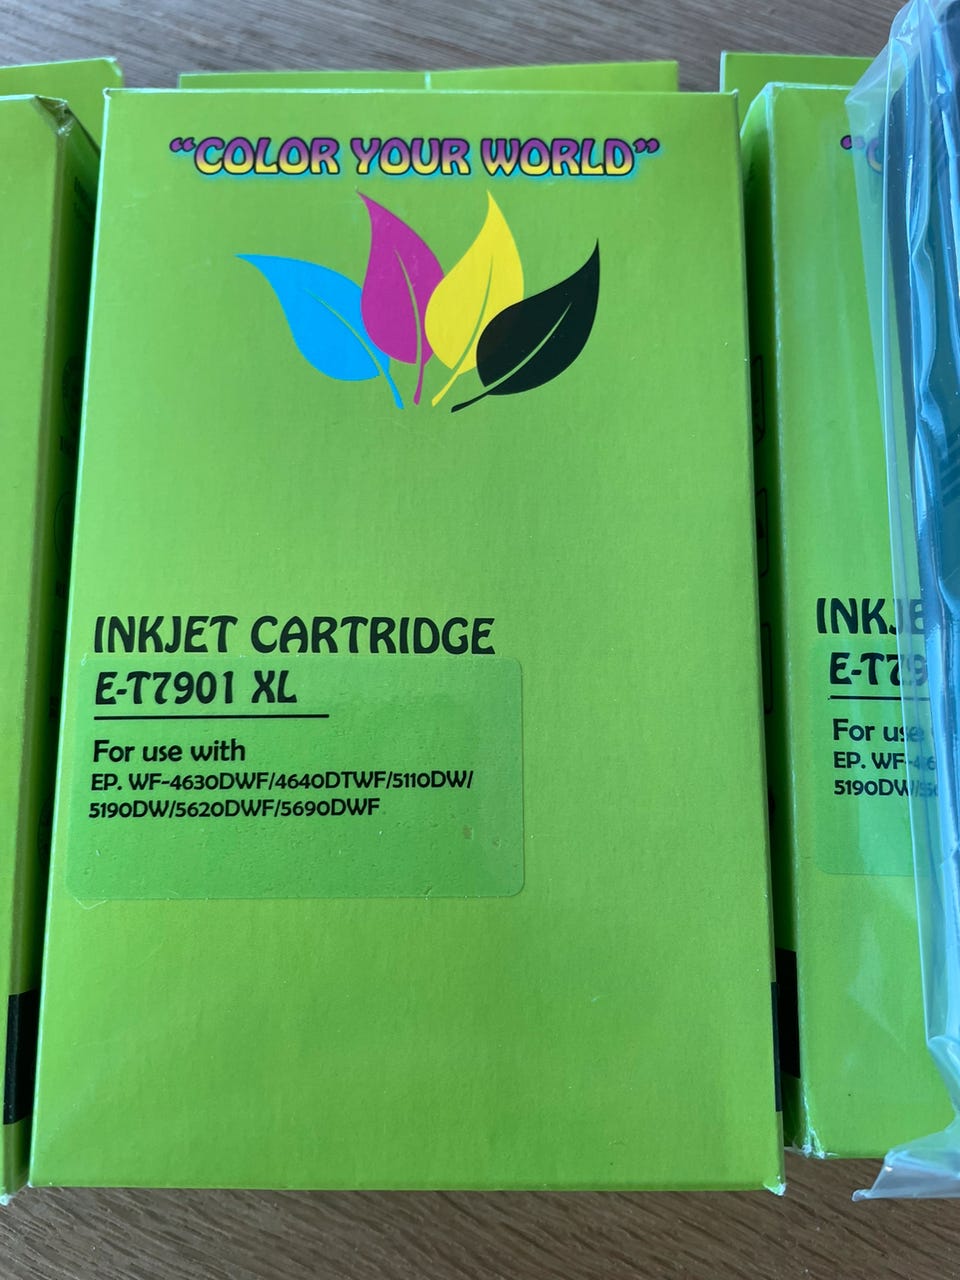 “COLOR YOUR WORLD”
INKJET CARTRIDGE
E-T7901 XL
For use with
EP. WF-4630DWF/4640DTWF/5110DW/
5190DW/5620DWF/5690DWF
INKJE
E-T79
For use
EP. WF-46
5190DW/56